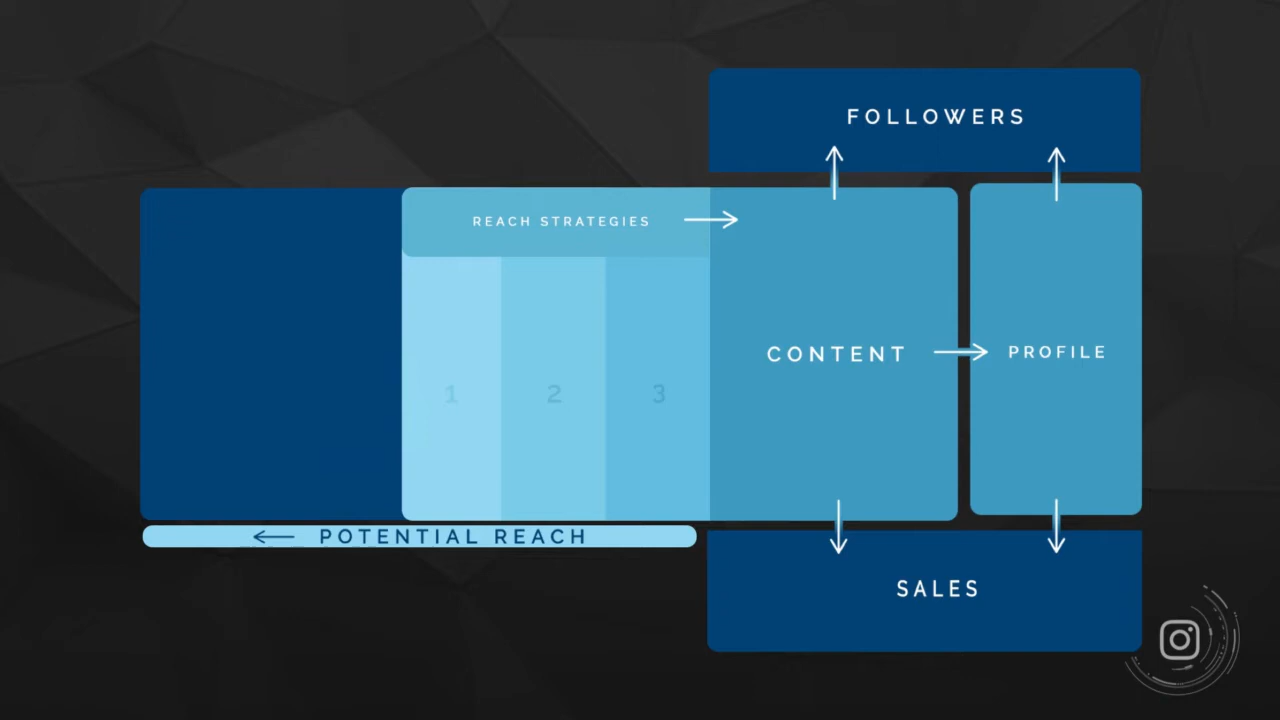 FOLLOWERS
REACH STRATEGIES
CONTENT
PROFILE
1
2
3
POTENTIAL REACH
SALES